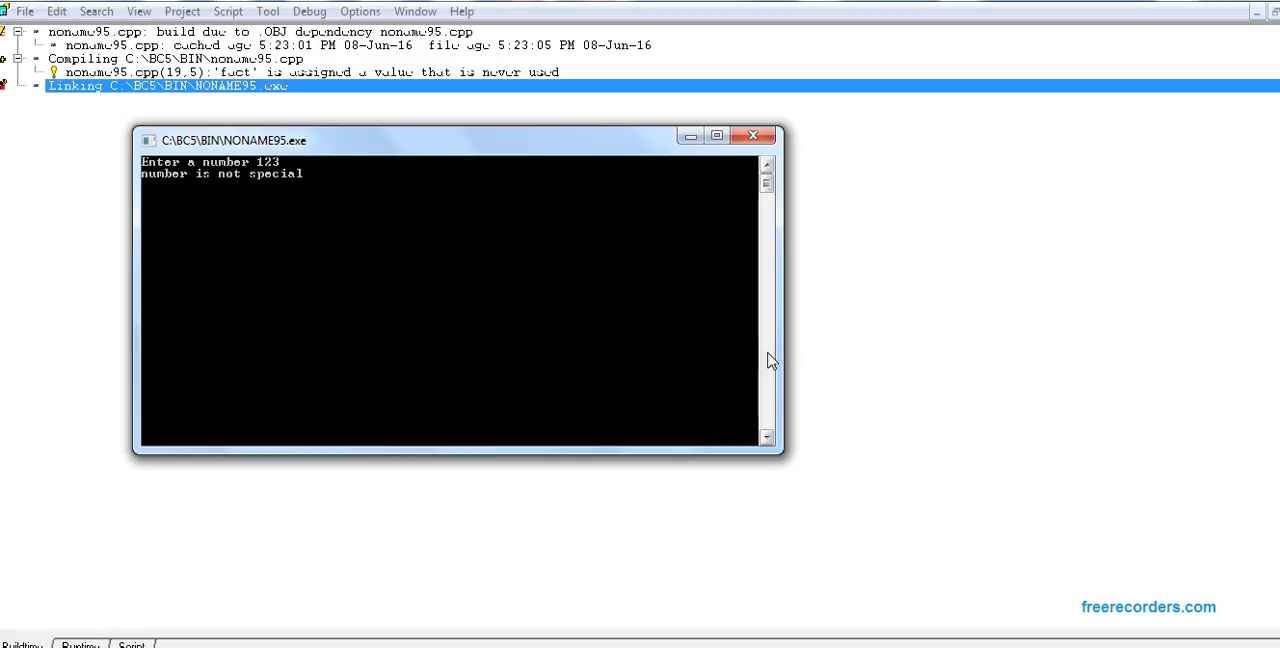 File Edit Search View Project Script Tool Debug Options Window Help
noname95.cpp: build due to .OBJ dependency noname95.cpp
noname95.cpp: cached age 5:23:01 PM 08-Jun-16 file age 5:23:05 PM 08-Jun-16
Compiling C:\BC5\BIN\noname95.cpp
noname95.cpp(19,5):'fact' is assigned a value that is never used
Linking C:\BC5\BIN\NONAME95.exe
C:\BC5\BIN\NONAME95.exe
Enter a number 123
number is not special
freerecorders.com
Buildtime Runtime Script